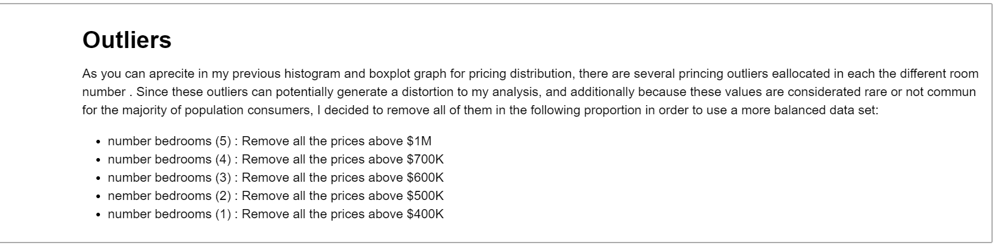 Outliers
As you can aprecite in my previous histogram and boxplot graph for pricing distribution, there are several princing outliers eallocated in each the different room
number . Since these outliers can potentially generate a distortion to my analysis, and additionally because these values are considerated rare or not commun
for the majority of population consumers, I decided to remove all of them in the following proportion in order to use a more balanced data set:
• number bedrooms (5) : Remove all the prices above $1M
• number bedrooms (4) : Remove all the prices above $700K
• number bedrooms (3) : Remove all the prices above $600K
• nember bedrooms (2) : Remove all the prices above $500K
• number bedrooms (1) : Remove all the prices above $400K